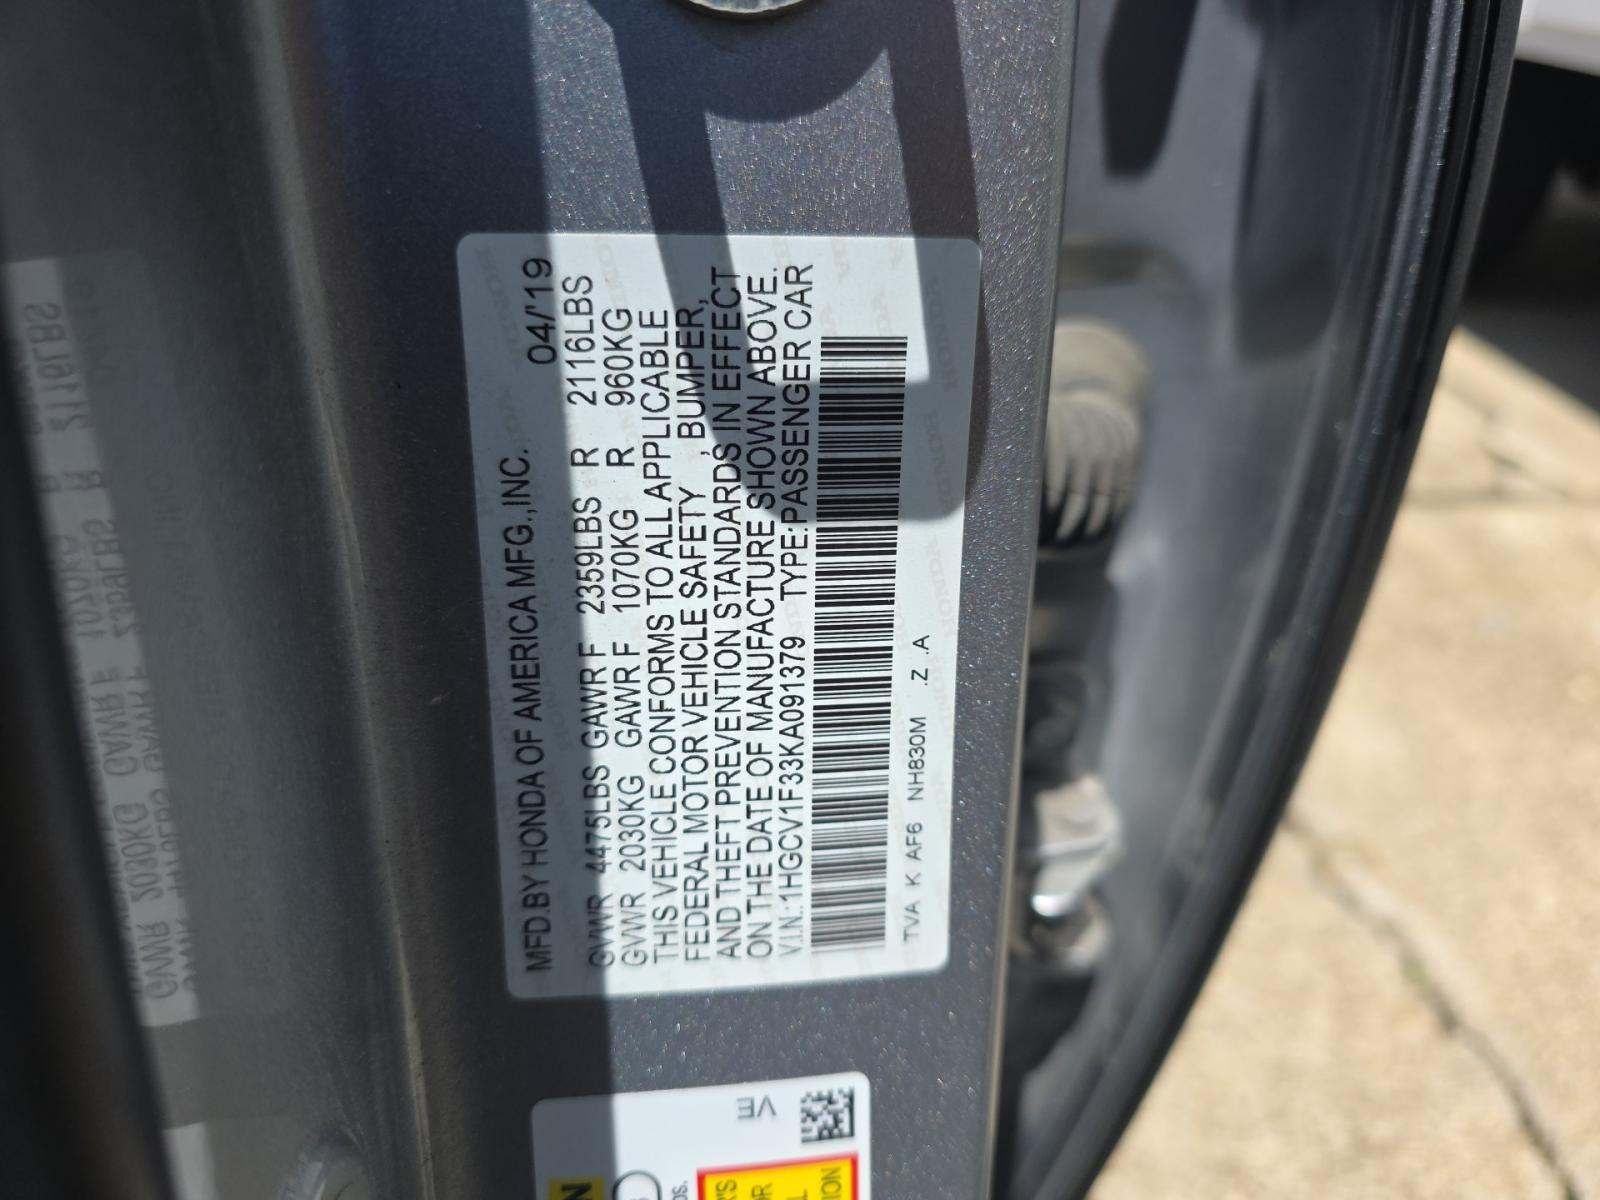 MFD.BY HONDA OF AMERICA MFG.,INC. 04/'19
GVWR 4475LBS GAWR F 2359LBS R 2116LBS
GVWR 2030KG GAWR F 1070KG R 960KG
THIS VEHICLE CONFORMS TO ALL APPLICABLE
FEDERAL MOTOR VEHICLE SAFETY , BUMPER,
AND THEFT PREVENTION STANDARDS IN EFFECT
ON THE DATE OF MANUFACTURE SHOWN ABOVE.
V.I.N.:1HGCV1F33KA091379 TYPE:PASSENGER CAR
TVA K AF6 NH830M .Z .A
VE